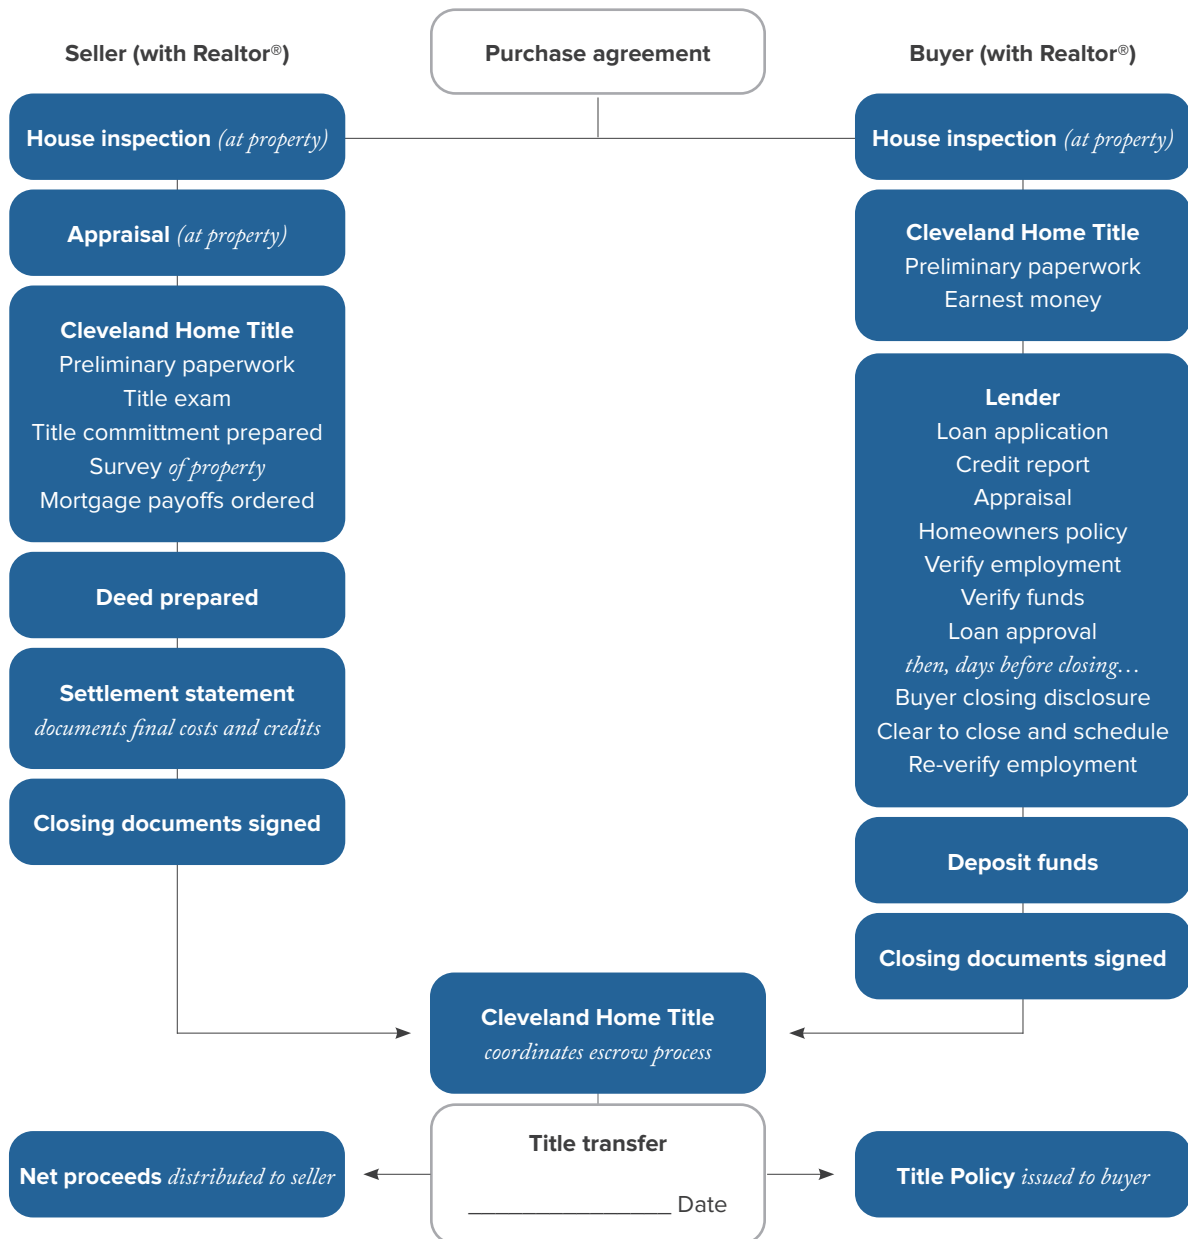 Purchase agreement
Seller (with Realtor®)
House inspection (at property)
Appraisal (at property)
Cleveland Home Title
Preliminary paperwork
Title exam
Title committment prepared
Survey of property
Mortgage payoffs ordered
Deed prepared
Settlement statement
documents final costs and credits
Closing documents signed
Buyer (with Realtor®)
House inspection (at property)
Cleveland Home Title
Preliminary paperwork
Earnest money
Lender
Loan application
Credit report
Appraisal
Homeowners policy
Verify employment
Verify funds
Loan approval
then, days before closing…
Buyer closing disclosure
Clear to close and schedule
Re-verify employment
Deposit funds
Closing documents signed
Cleveland Home Title
coordinates escrow process
Title transfer
_______________ Date
Net proceeds distributed to seller
Title Policy issued to buyer